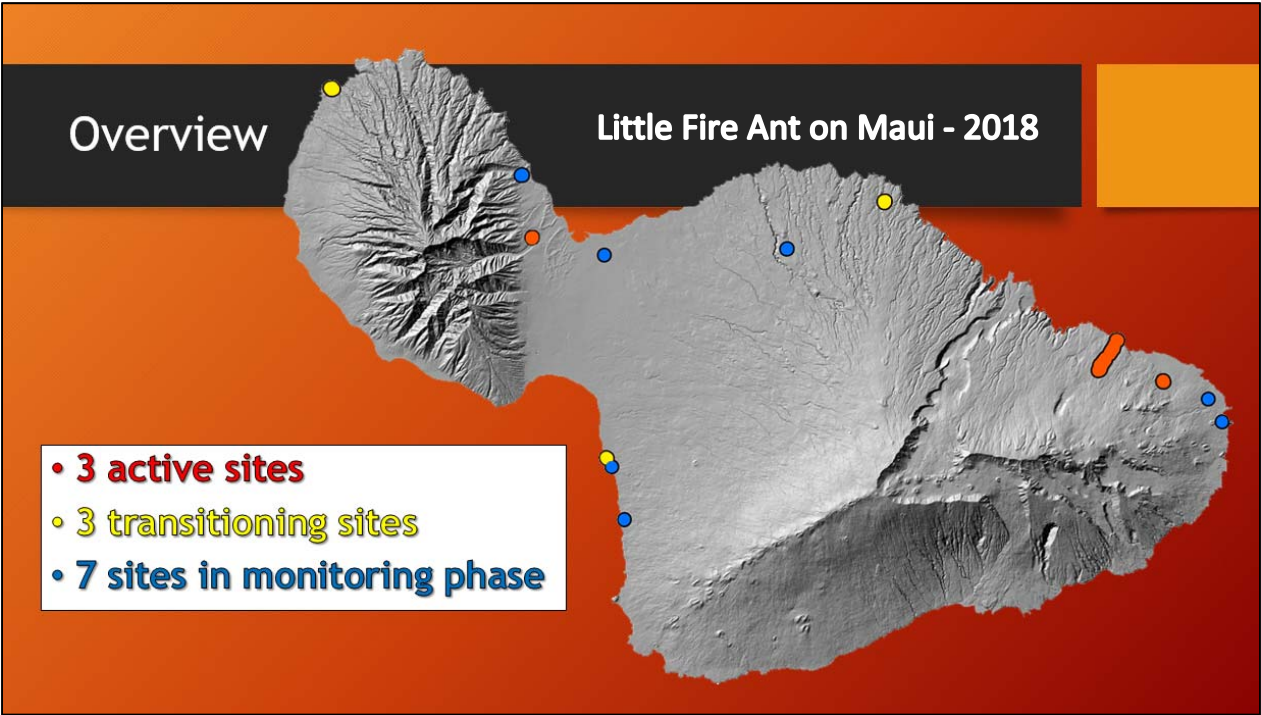 Overview
Little Fire Ant on Maui - 2018
• 3 active sites
• 3 transitioning sites
• 7 sites in monitoring phase